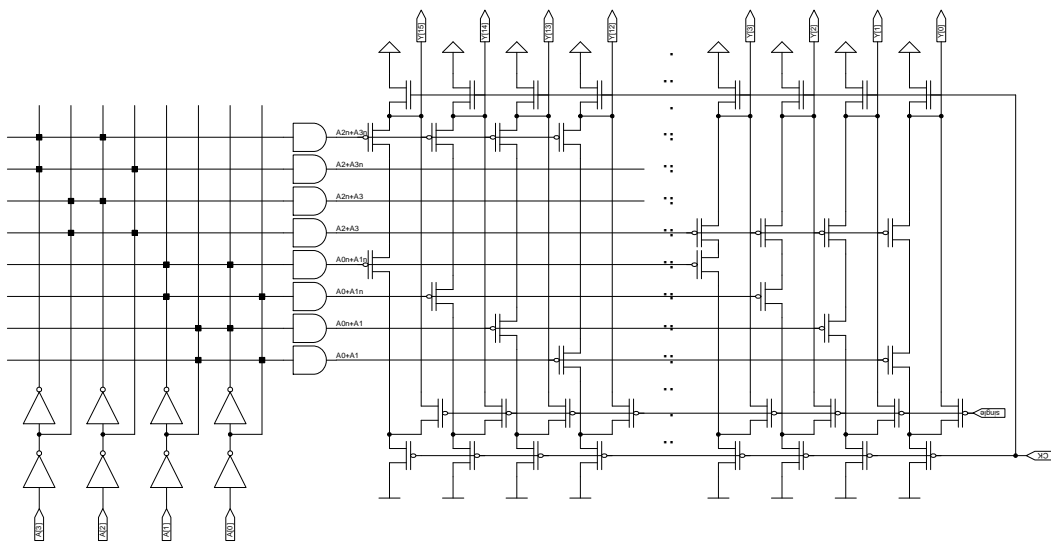 Y[15]
Y[14]
Y[13]
Y[12]
Y[3]
Y[2]
Y[1]
Y[0]
A2n+A3n
A2+A3n
A2n+A3
A2+A3
A0n+A1n
A0+A1n
A0n+A1
A0+A1
single
CK
A[3]
A[2]
A[1]
A[0]